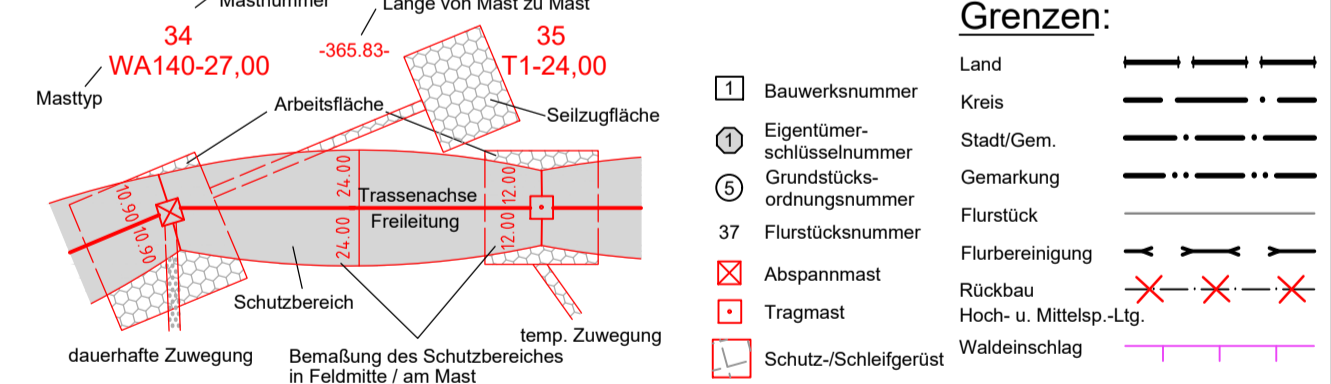 Mastnummer
Länge von Mast zu Mast
34
WA140-27,00
-365.83-
35
T1-24,00
Masttyp
Arbeitsfläche
Seilzugfläche
10.90
10.90
24.00
24.00
Trassenachse
Freileitung
12.00
12.00
Schutzbereich
temp. Zuwegung
dauerhafte Zuwegung
Bemaßung des Schutzbereiches
in Feldmitte / am Mast
1 Bauwerksnummer
1 Eigentümer-
schlüsselnummer
5 Grundstücks-
ordnungsnummer
37 Flurstücksnummer
Abspannmast
Tragmast
Schutz-/Schleifgerüst
Grenzen:
Land
Kreis
Stadt/Gem.
Gemarkung
Flurstück
Flurbereinigung
Rückbau
Hoch- u. Mittelsp.-Ltg.
Waldeinschlag